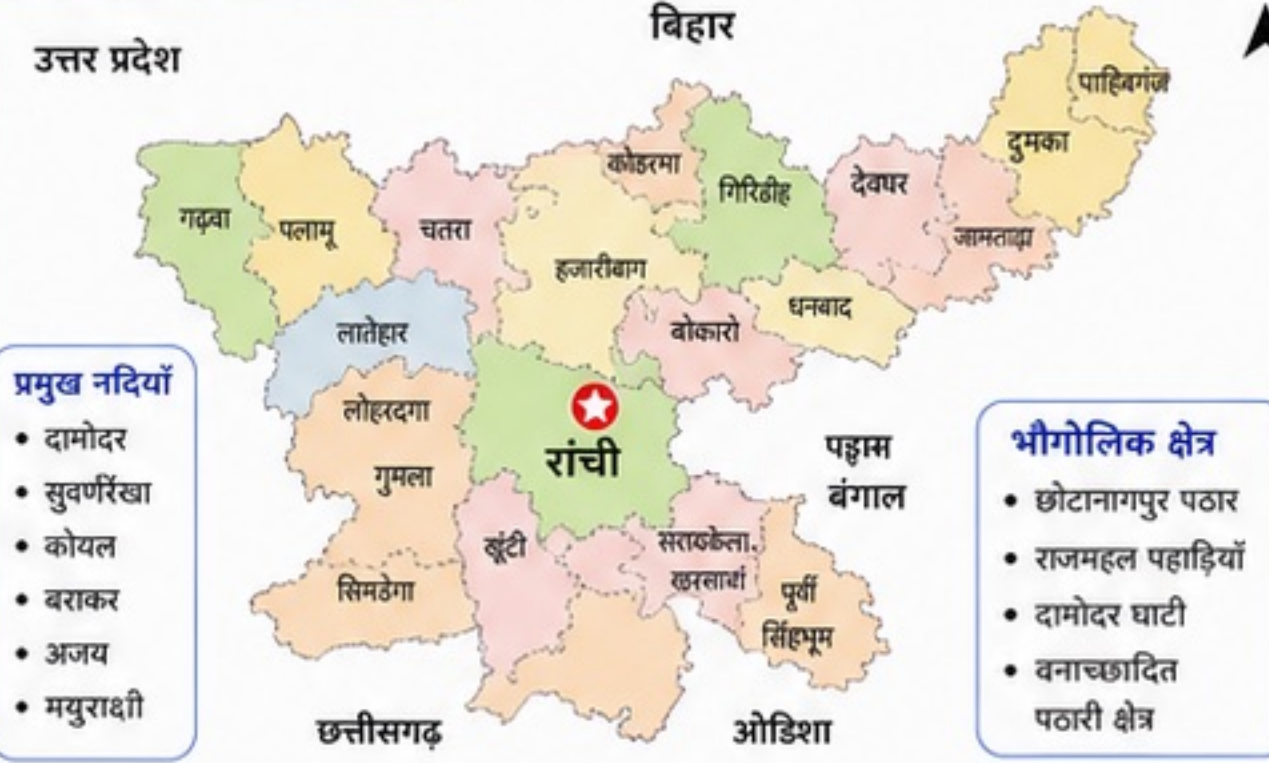 उत्तर प्रदेश
बिहार
पाहिबगंज
दुमका
कोडरमा
गिरिडीह
देवघर
जामताढ़ा
गढ़वा
पलामू
चतरा
हजारीबाग
धनबाद
लातेहार
बोकारो
लोहरदगा
गुमला
रांची
खूंटी
सिमडेगा
पूर्वी
सिंहभूम
बंगाल
छत्तीसगढ़
ओडिशा
प्रमुख नदियाँ
• दामोदर
• सुवर्णरेखा
• कोयल
• बराकर
• अजय
• मयुराक्षी
भौगोलिक क्षेत्र
• छोटानागपुर पठार
• राजमहल पहाड़ियाँ
• दामोदर घाटी
• वनाच्छादित
पठारी क्षेत्र